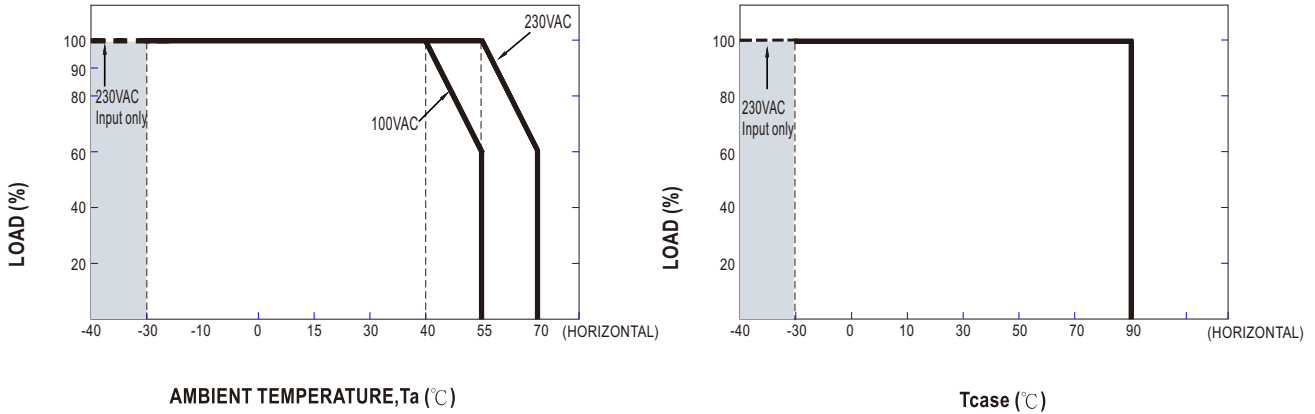 230VAC
100
90
80
60
40
20
230VAC
Input only
100VAC
LOAD (%)
-40 -30 -10 0 15 30 40 55 70 (HORIZONTAL)
AMBIENT TEMPERATURE,Ta (℃)
100
80
60
40
20
230VAC
Input only
LOAD (%)
-40 -30 0 10 30 50 70 90 (HORIZONTAL)
Tcase (℃)